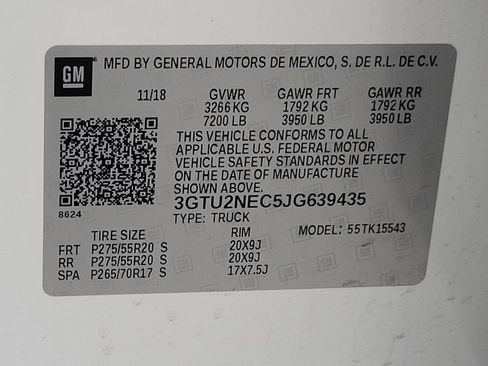 GM MFD BY GENERAL MOTORS DE MEXICO, S. DE R.L. DE C.V.
11/18 GVWR GAWR FRT GAWR RR
3266 KG 1792 KG 1792 KG
7200 LB 3950 LB 3950 LB
THIS VEHICLE CONFORMS TO ALL
APPLICABLE U.S. FEDERAL MOTOR
VEHICLE SAFETY STANDARDS IN EFFECT
ON THE DATE OF MANUFACTURE
SHOWN ABOVE.
3GTU2NEC5JG639435
8624
TYPE: TRUCK MODEL: 55TK15543
TIRE SIZE RIM
FRT P275/55R20 S 20X9J
RR P275/55R20 S 20X9J
SPA P265/70R17 S 17X7.5J